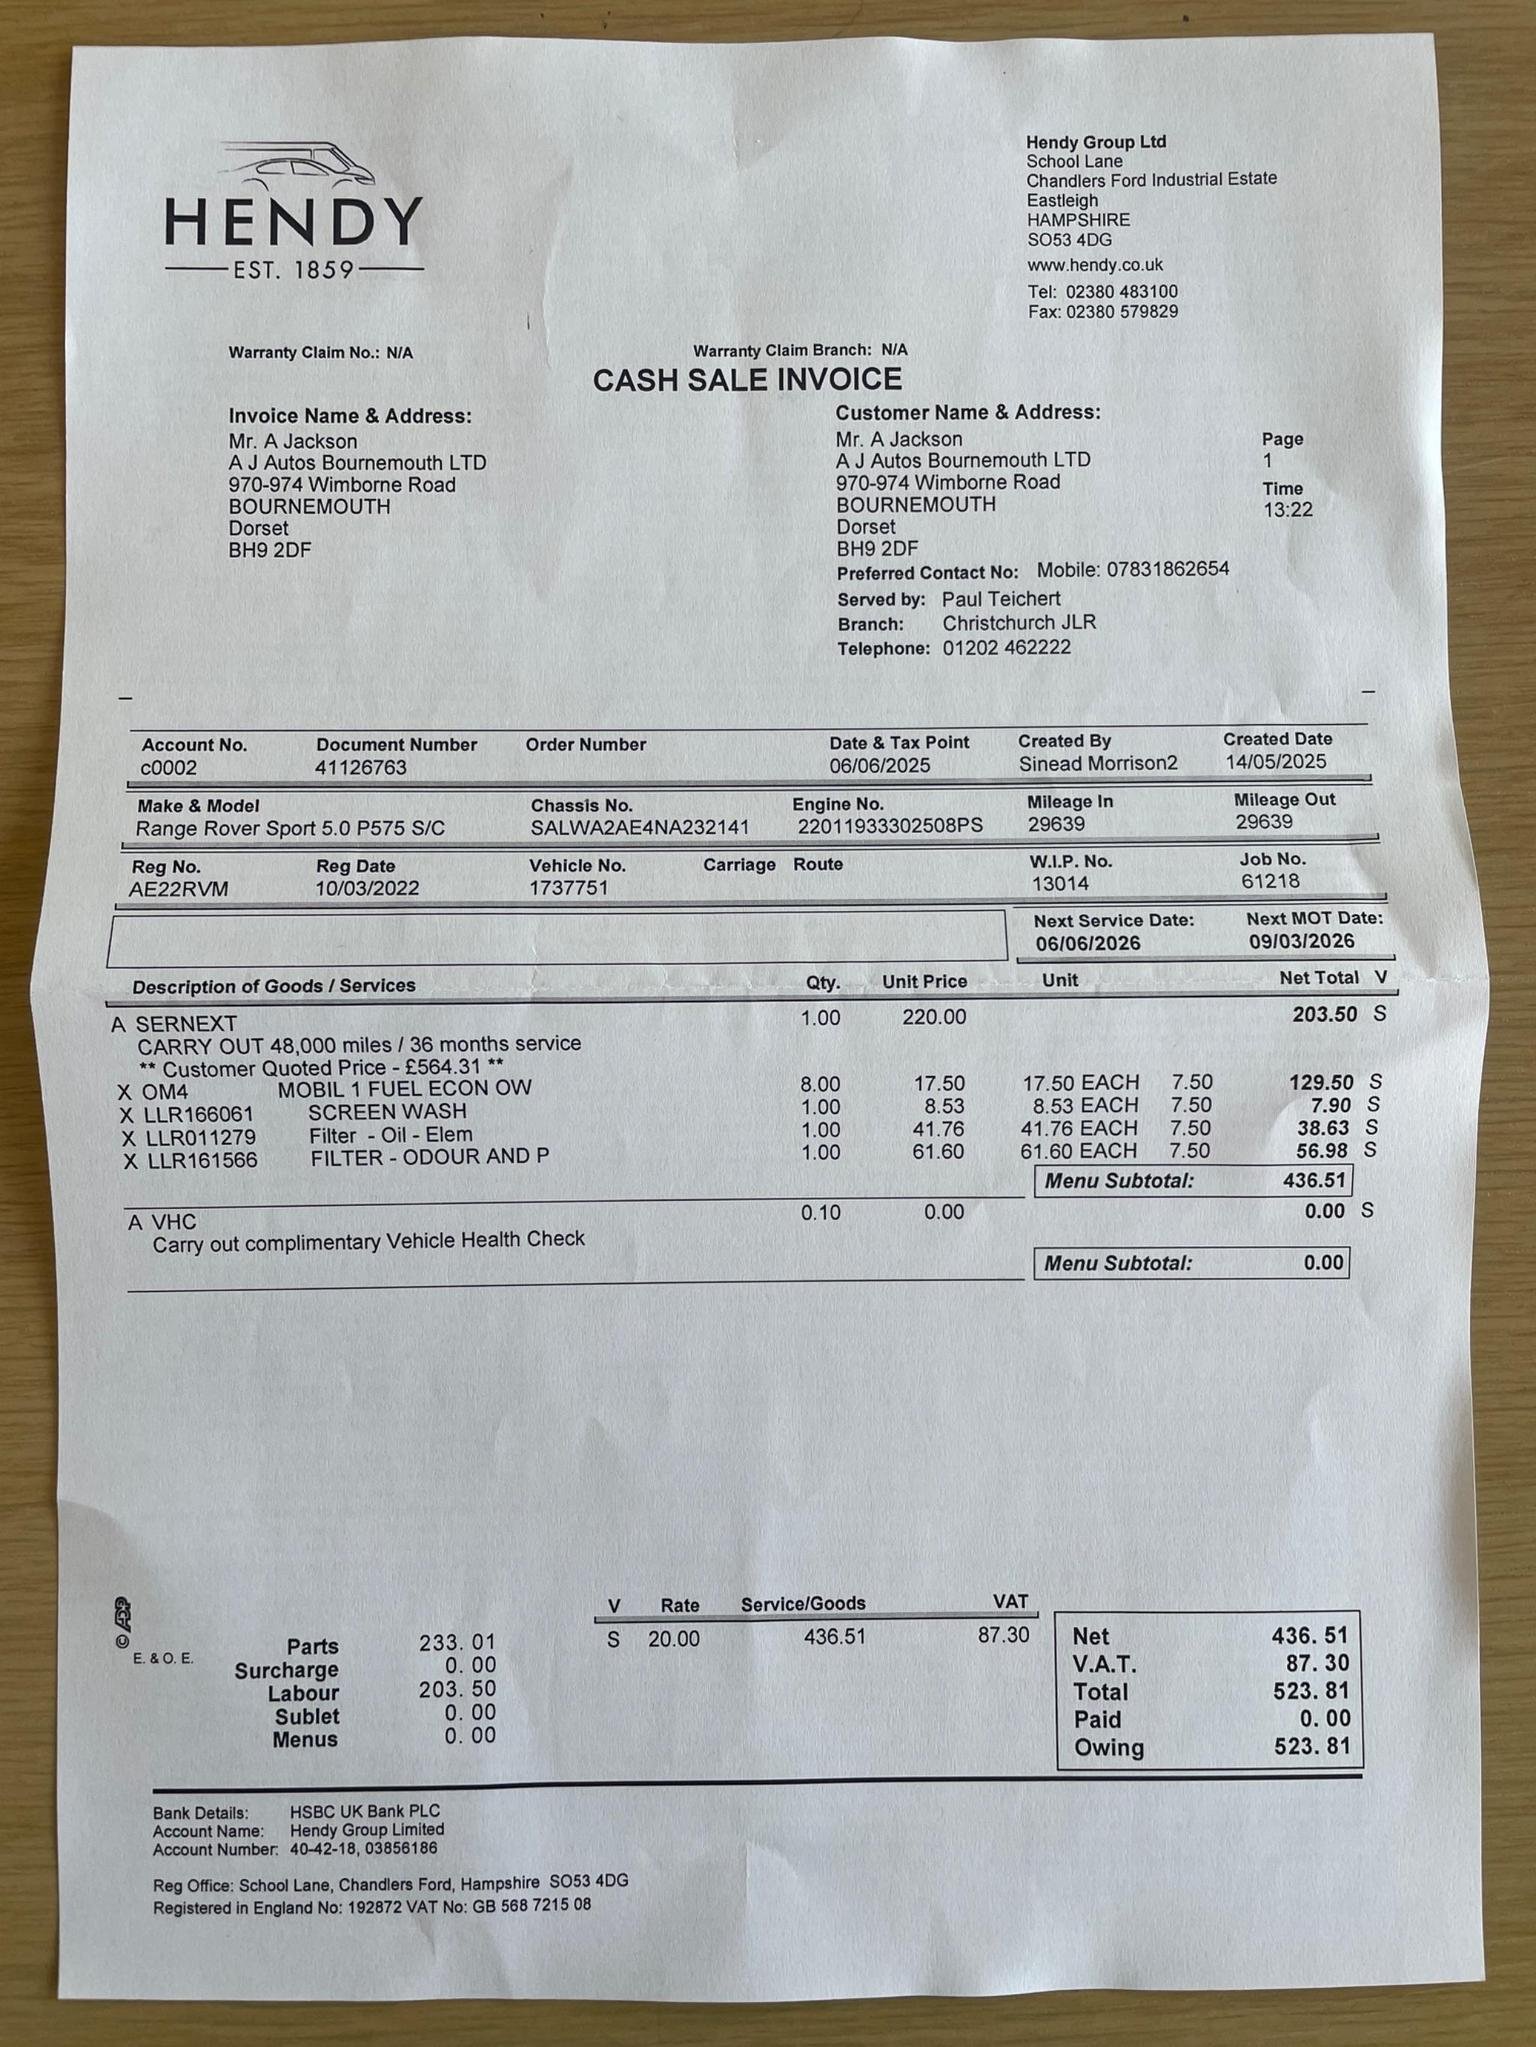 HENDY
EST. 1859
Hendy Group Ltd
School Lane
Chandlers Ford Industrial Estate
Eastleigh
HAMPSHIRE
SO53 4DG
www.hendy.co.uk
Tel: 02380 483100
Fax: 02380 579829
Warranty Claim No.: N/A
Warranty Claim Branch: N/A
CASH SALE INVOICE
Invoice Name & Address:
Mr. A Jackson
A J Autos Bournemouth LTD
970-974 Wimborne Road
BOURNEMOUTH
Dorset
BH9 2DF
Customer Name & Address:
Mr. A Jackson
A J Autos Bournemouth LTD
970-974 Wimborne Road
BOURNEMOUTH
Dorset
BH9 2DF
Page
1
Time
13:22
Preferred Contact No: Mobile: 07831862654
Served by: Paul Teichert
Branch: Christchurch JLR
Telephone: 01202 462222
Account No. Document Number Order Number Date & Tax Point Created By Created Date
c0002 41126763 06/06/2025 Sinead Morrison2 14/05/2025
Make & Model Chassis No. Engine No. Mileage In Mileage Out
Range Rover Sport 5.0 P575 S/C SALWA2AE4NA232141 22011933302508PS 29639 29639
Reg No. Reg Date Vehicle No. Carriage Route W.I.P. No. Job No.
AE22RVM 10/03/2022 1737751 13014 61218
Next Service Date: Next MOT Date:
06/06/2026 09/03/2026
Description of Goods / Services Qty. Unit Price Unit Net Total V
A SERNEXT 1.00 220.00 203.50 S
CARRY OUT 48,000 miles / 36 months service
** Customer Quoted Price - £564.31 **
X OM4 MOBIL 1 FUEL ECON OW 8.00 17.50 17.50 EACH 7.50 129.50 S
X LLR166061 SCREEN WASH 1.00 8.53 8.53 EACH 7.50 7.90 S
X LLR011279 Filter - Oil - Elem 1.00 41.76 41.76 EACH 7.50 38.63 S
X LLR161566 FILTER - ODOUR AND P 1.00 61.60 61.60 EACH 7.50 56.98 S
Menu Subtotal: 436.51
A VHC 0.10 0.00 0.00 S
Carry out complimentary Vehicle Health Check
Menu Subtotal: 0.00
© ADP
E. & O. E.
Parts 233.01
Surcharge 0.00
Labour 203.50
Sublet 0.00
Menus 0.00
V Rate Service/Goods VAT
S 20.00 436.51 87.30
Net 436.51
V.A.T. 87.30
Total 523.81
Paid 0.00
Owing 523.81
Bank Details: HSBC UK Bank PLC
Account Name: Hendy Group Limited
Account Number: 40-42-18, 03856186
Reg Office: School Lane, Chandlers Ford, Hampshire SO53 4DG
Registered in England No: 192872 VAT No: GB 568 7215 08